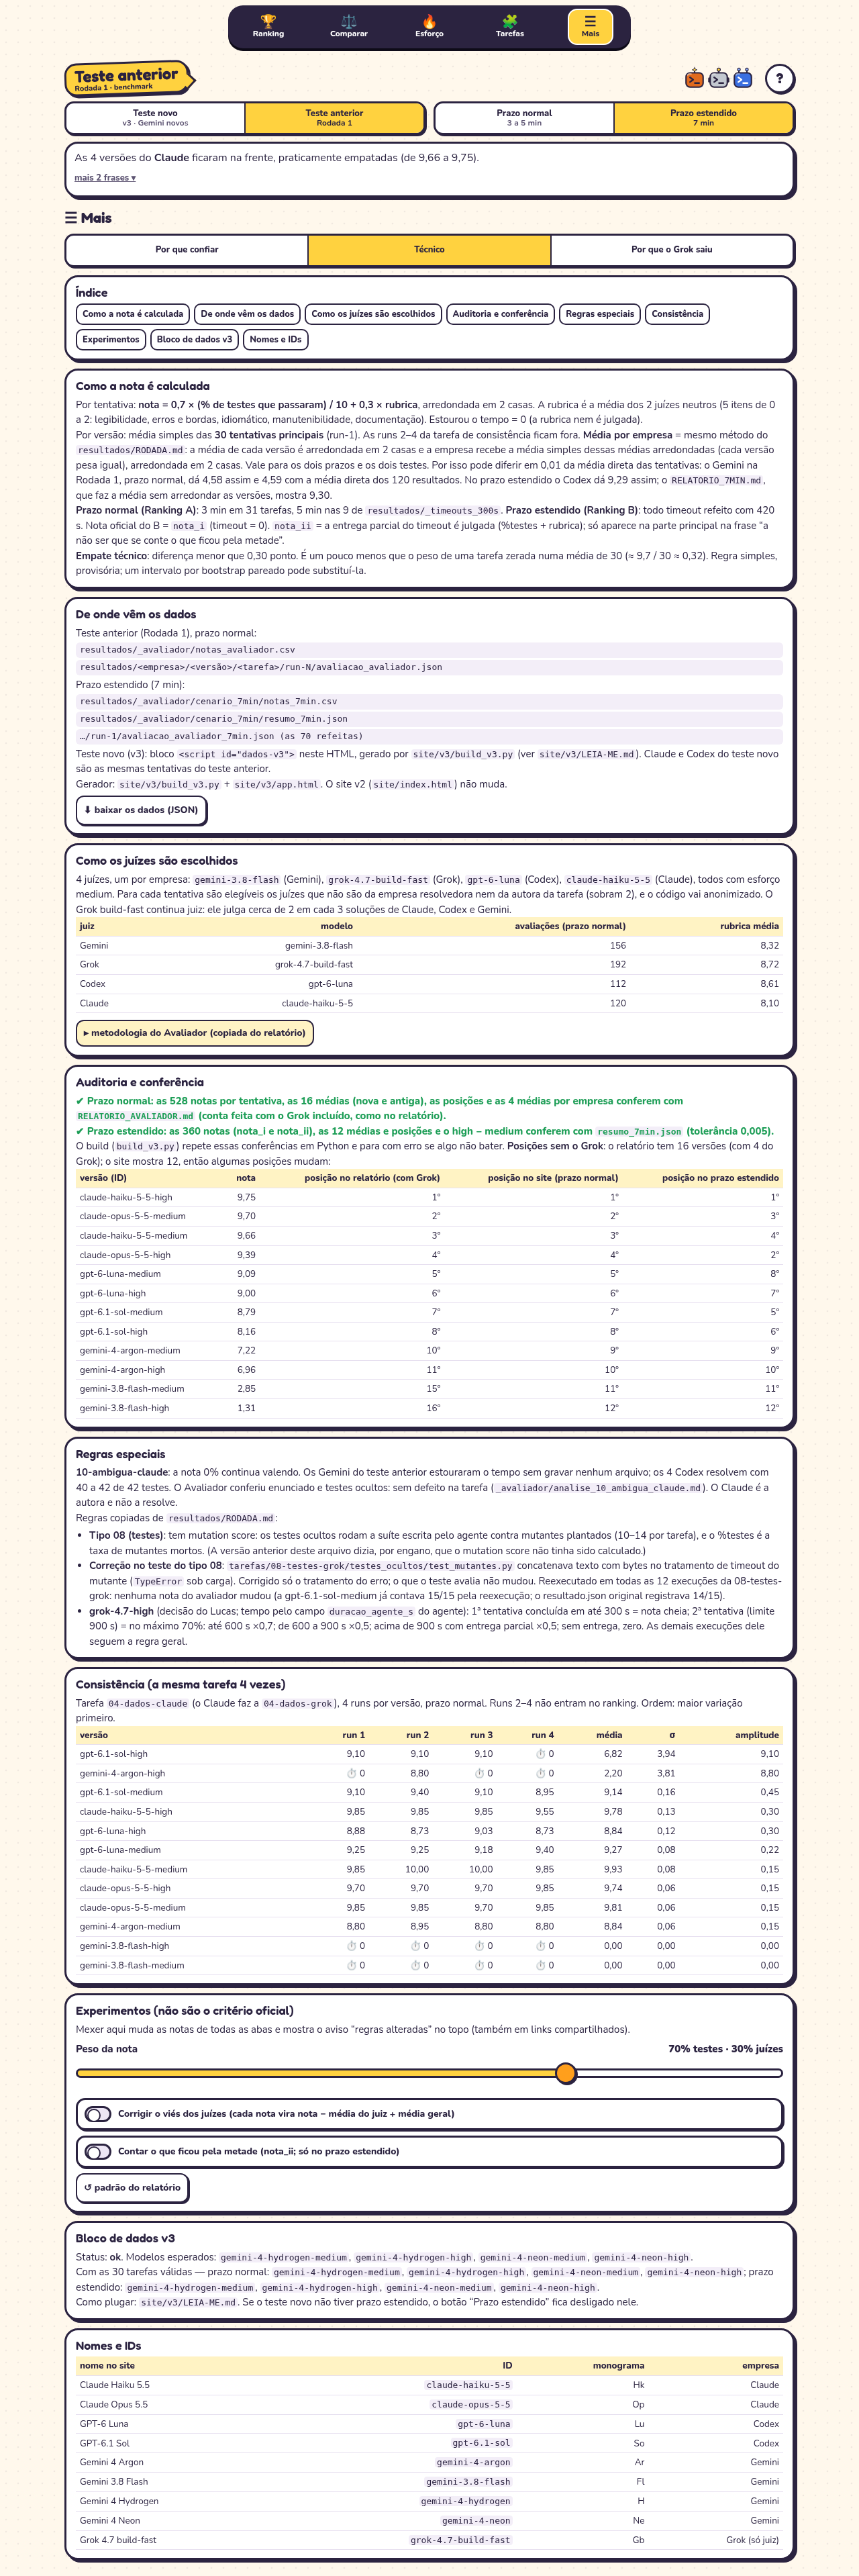 Ranking
Comparar
Esforço
Tarefas
Mais
Teste anterior
Rodada 1 · benchmark
?
Teste novo
v3 · Gemini novos
Teste anterior
Rodada 1
Prazo normal
3 a 5 min
Prazo estendido
7 min
As 4 versões do Claude ficaram na frente, praticamente empatadas (de 9,66 a 9,75).
mais 2 frases ▾
☰ Mais
Por que confiar
Técnico
Por que o Grok saiu
Índice
Como a nota é calculada
De onde vêm os dados
Como os juízes são escolhidos
Auditoria e conferência
Regras especiais
Consistência
Experimentos
Bloco de dados v3
Nomes e IDs
Como a nota é calculada
Por tentativa: nota = 0,7 × (% de testes que passaram) / 10 + 0,3 × rubrica, arredondada em 2 casas. A rubrica é a média dos 2 juízes neutros (5 itens de 0
a 2: legibilidade, erros e bordas, idiomático, manutenibilidade, documentação). Estourou o tempo = 0 (a rubrica nem é julgada).
Por versão: média simples das 30 tentativas principais (run-1). As runs 2–4 da tarefa de consistência ficam fora. Média por empresa = mesmo método do
resultados/RODADA.md: a média de cada versão é arredondada em 2 casas e a empresa recebe a média simples dessas médias arredondadas (cada versão
pesa igual), arredondada em 2 casas. Vale para os dois prazos e os dois testes. Por isso pode diferir em 0,01 da média direta das tentativas: o Gemini na
Rodada 1, prazo normal, dá 4,58 assim e 4,59 com a média direta dos 120 resultados. No prazo estendido o Codex dá 9,29 assim; o RELATORIO_7MIN.md,
que faz a média sem arredondar as versões, mostra 9,30.
Prazo normal (Ranking A): 3 min em 31 tarefas, 5 min nas 9 de resultados/_timeouts_300s. Prazo estendido (Ranking B): todo timeout refeito com 420
s. Nota oficial do B = nota_i (timeout = 0). nota_ii = a entrega parcial do timeout é julgada (%testes + rubrica); só aparece na parte principal na frase “a
não ser que se conte o que ficou pela metade”.
Empate técnico: diferença menor que 0,30 ponto. É um pouco menos que o peso de uma tarefa zerada numa média de 30 (≈ 9,7 / 30 ≈ 0,32). Regra simples,
provisória; um intervalo por bootstrap pareado pode substituí-la.
De onde vêm os dados
Teste anterior (Rodada 1), prazo normal:
resultados/_avaliador/notas_avaliador.csv
resultados/<empresa>/<versão>/<tarefa>/run-N/avaliacao_avaliador.json
Prazo estendido (7 min):
resultados/_avaliador/cenario_7min/notas_7min.csv
resultados/_avaliador/cenario_7min/resumo_7min.json
…/run-1/avaliacao_avaliador_7min.json (as 70 refeitas)
Teste novo (v3): bloco <script id="dados-v3"> neste HTML, gerado por site/v3/build_v3.py (ver site/v3/LEIA-ME.md). Claude e Codex do teste novo
são as mesmas tentativas do teste anterior.
Gerador: site/v3/build_v3.py + site/v3/app.html. O site v2 (site/index.html) não muda.
⬇ baixar os dados (JSON)
Como os juízes são escolhidos
4 juízes, um por empresa: gemini-3.8-flash (Gemini), grok-4.7-build-fast (Grok), gpt-6-luna (Codex), claude-haiku-5-5 (Claude), todos com esforço
medium. Para cada tentativa são elegíveis os juízes que não são da empresa resolvedora nem da autora da tarefa (sobram 2), e o código vai anonimizado. O
Grok build-fast continua juiz: ele julga cerca de 2 em cada 3 soluções de Claude, Codex e Gemini.
juiz modelo avaliações (prazo normal) rubrica média
Gemini gemini-3.8-flash 156 8,32
Grok grok-4.7-build-fast 192 8,72
Codex gpt-6-luna 112 8,61
Claude claude-haiku-5-5 120 8,10
▸ metodologia do Avaliador (copiada do relatório)
Auditoria e conferência
✔ Prazo normal: as 528 notas por tentativa, as 16 médias (nova e antiga), as posições e as 4 médias por empresa conferem com
RELATORIO_AVALIADOR.md (conta feita com o Grok incluído, como no relatório).
✔ Prazo estendido: as 360 notas (nota_i e nota_ii), as 12 médias e posições e o high − medium conferem com resumo_7min.json (tolerância 0,005).
O build (build_v3.py) repete essas conferências em Python e para com erro se algo não bater. Posições sem o Grok: o relatório tem 16 versões (com 4 do
Grok); o site mostra 12, então algumas posições mudam:
versão (ID) nota posição no relatório (com Grok) posição no site (prazo normal) posição no prazo estendido
claude-haiku-5-5-high 9,75 1° 1° 1°
claude-opus-5-5-medium 9,70 2° 2° 3°
claude-haiku-5-5-medium 9,66 3° 3° 4°
claude-opus-5-5-high 9,39 4° 4° 2°
gpt-6-luna-medium 9,09 5° 5° 8°
gpt-6-luna-high 9,00 6° 6° 7°
gpt-6.1-sol-medium 8,79 7° 7° 5°
gpt-6.1-sol-high 8,16 8° 8° 6°
gemini-4-argon-medium 7,22 10° 9° 9°
gemini-4-argon-high 6,96 11° 10° 10°
gemini-3.8-flash-medium 2,85 15° 11° 11°
gemini-3.8-flash-high 1,31 16° 12° 12°
Regras especiais
10-ambigua-claude: a nota 0% continua valendo. Os Gemini do teste anterior estouraram o tempo sem gravar nenhum arquivo; os 4 Codex resolvem com
40 a 42 de 42 testes. O Avaliador conferiu enunciado e testes ocultos: sem defeito na tarefa (_avaliador/analise_10_ambigua_claude.md). O Claude é a
autora e não a resolve.
Regras copiadas de resultados/RODADA.md:
• Tipo 08 (testes): tem mutation score: os testes ocultos rodam a suíte escrita pelo agente contra mutantes plantados (10–14 por tarefa), e o %testes é a
taxa de mutantes mortos. (A versão anterior deste arquivo dizia, por engano, que o mutation score não tinha sido calculado.)
• Correção no teste do tipo 08: tarefas/08-testes-grok/testes_ocultos/test_mutantes.py concatenava texto com bytes no tratamento de timeout do
mutante (TypeError sob carga). Corrigido só o tratamento do erro; o que o teste avalia não mudou. Reexecutado em todas as 12 execuções da 08-testes-
grok: nenhuma nota do avaliador mudou (a gpt-6.1-sol-medium já contava 15/15 pela reexecução; o resultado.json original registrava 14/15).
• grok-4.7-high (decisão do Lucas; tempo pelo campo duracao_agente_s do agente): 1ª tentativa concluída em até 300 s = nota cheia; 2ª tentativa (limite
900 s) = no máximo 70%: até 600 s ×0,7; de 600 a 900 s ×0,5; acima de 900 s com entrega parcial ×0,5; sem entrega, zero. As demais execuções dele
seguem a regra geral.
Consistência (a mesma tarefa 4 vezes)
Tarefa 04-dados-claude (o Claude faz a 04-dados-grok), 4 runs por versão, prazo normal. Runs 2–4 não entram no ranking. Ordem: maior variação
primeiro.
versão run 1 run 2 run 3 run 4 média σ amplitude
gpt-6.1-sol-high 9,10 9,10 9,10 ⏱ 0 6,82 3,94 9,10
gemini-4-argon-high ⏱ 0 8,80 ⏱ 0 ⏱ 0 2,20 3,81 8,80
gpt-6.1-sol-medium 9,10 9,40 9,10 8,95 9,14 0,16 0,45
claude-haiku-5-5-high 9,85 9,85 9,85 9,55 9,78 0,13 0,30
gpt-6-luna-high 8,88 8,73 9,03 8,73 8,84 0,12 0,30
gpt-6-luna-medium 9,25 9,25 9,18 9,40 9,27 0,08 0,22
claude-haiku-5-5-medium 9,85 10,00 10,00 9,85 9,93 0,08 0,15
claude-opus-5-5-high 9,70 9,70 9,70 9,85 9,74 0,06 0,15
claude-opus-5-5-medium 9,85 9,85 9,70 9,85 9,81 0,06 0,15
gemini-4-argon-medium 8,80 8,95 8,80 8,80 8,84 0,06 0,15
gemini-3.8-flash-high ⏱ 0 ⏱ 0 ⏱ 0 ⏱ 0 0,00 0,00 0,00
gemini-3.8-flash-medium ⏱ 0 ⏱ 0 ⏱ 0 ⏱ 0 0,00 0,00 0,00
Experimentos (não são o critério oficial)
Mexer aqui muda as notas de todas as abas e mostra o aviso “regras alteradas” no topo (também em links compartilhados).
Peso da nota 70% testes · 30% juízes
Corrigir o viés dos juízes (cada nota vira nota − média do juiz + média geral)
Contar o que ficou pela metade (nota_ii; só no prazo estendido)
↺ padrão do relatório
Bloco de dados v3
Status: ok. Modelos esperados: gemini-4-hydrogen-medium, gemini-4-hydrogen-high, gemini-4-neon-medium, gemini-4-neon-high.
Com as 30 tarefas válidas — prazo normal: gemini-4-hydrogen-medium, gemini-4-hydrogen-high, gemini-4-neon-medium, gemini-4-neon-high; prazo
estendido: gemini-4-hydrogen-medium, gemini-4-hydrogen-high, gemini-4-neon-medium, gemini-4-neon-high.
Como plugar: site/v3/LEIA-ME.md. Se o teste novo não tiver prazo estendido, o botão “Prazo estendido” fica desligado nele.
Nomes e IDs
nome no site ID monograma empresa
Claude Haiku 5.5 claude-haiku-5-5 Hk Claude
Claude Opus 5.5 claude-opus-5-5 Op Claude
GPT-6 Luna gpt-6-luna Lu Codex
GPT-6.1 Sol gpt-6.1-sol So Codex
Gemini 4 Argon gemini-4-argon Ar Gemini
Gemini 3.8 Flash gemini-3.8-flash Fl Gemini
Gemini 4 Hydrogen gemini-4-hydrogen H Gemini
Gemini 4 Neon gemini-4-neon Ne Gemini
Grok 4.7 build-fast grok-4.7-build-fast Gb Grok (só juiz)